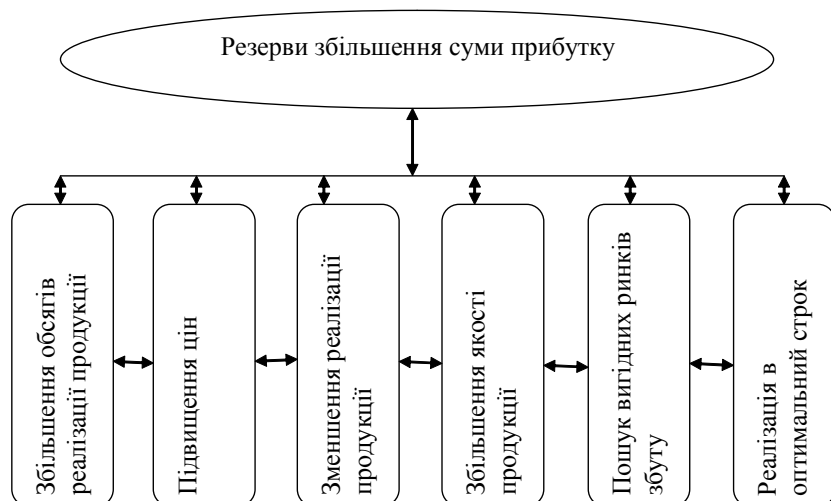 Резерви збільшення суми прибутку
Збільшення обсягів
реалізації продукції
Підвищення цін
Зменшення реалізації
продукції
Збільшення якості
продукції
Пошук вигідних ринків
збуту
Реалізація в
оптимальний строк